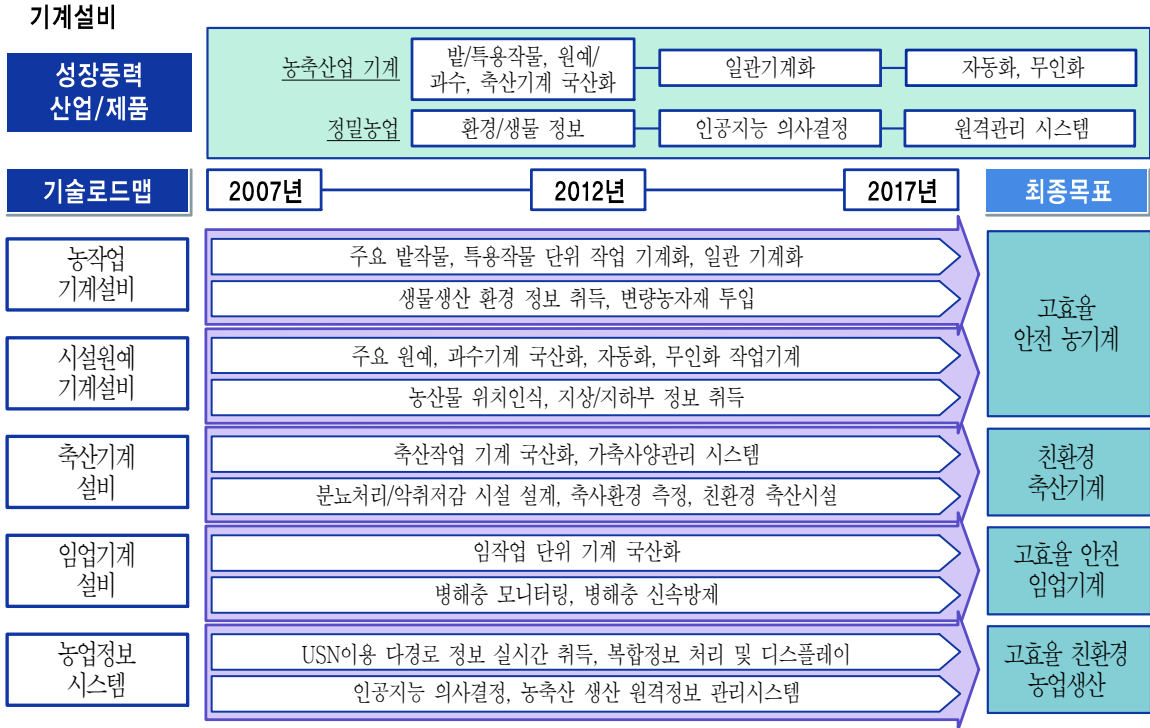 기계설비
성장동력
산업/제품
농축산업 기계
밭/특용작물, 원예/
과수, 축산기계 국산화
일관기계화
자동화, 무인화
정밀농업
환경/생물 정보
인공지능 의사결정
원격관리 시스템
기술로드맵
2007년
2012년
2017년
최종목표
농작업
기계설비
주요 밭작물, 특용작물 단위 작업 기계화, 일관 기계화
생물생산 환경 정보 취득, 변량농자재 투입
고효율
안전 농기계
시설원예
기계설비
주요 원예, 과수기계 국산화, 자동화, 무인화 작업기계
농산물 위치인식, 지상/지하부 정보 취득
축산기계
설비
축산작업 기계 국산화, 가축사양관리 시스템
분뇨처리/악취저감 시설 설계, 축사환경 측정, 친환경 축산시설
친환경
축산기계
임업기계
설비
임작업 단위 기계 국산화
병해충 모니터링, 병해충 신속방제
고효율 안전
임업기계
농업정보
시스템
USN이용 다경로 정보 실시간 취득, 복합정보 처리 및 디스플레이
인공지능 의사결정, 농축산 생산 원격정보 관리시스템
고효율 친환경
농업생산